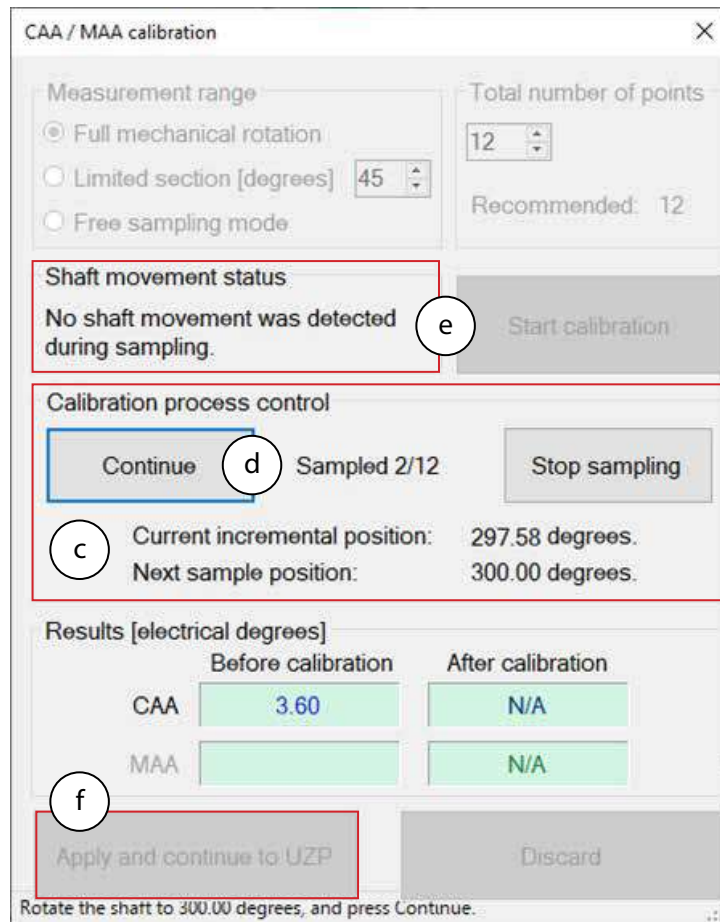 CAA / MAA calibration
Measurement range
Full mechanical rotation
Limited section [degrees] 45
Free sampling mode
Total number of points
12
Recommended: 12
Shaft movement status
No shaft movement was detected
during sampling.
e
Start calibration
Calibration process control
Continue d Sampled 2/12 Stop sampling
c
Current incremental position: 297.58 degrees.
Next sample position: 300.00 degrees.
Results [electrical degrees]
Before calibration After calibration
CAA 3.60 N/A
MAA N/A
f
Apply and continue to UZP Discard
Rotate the shaft to 300.00 degrees, and press Continue.